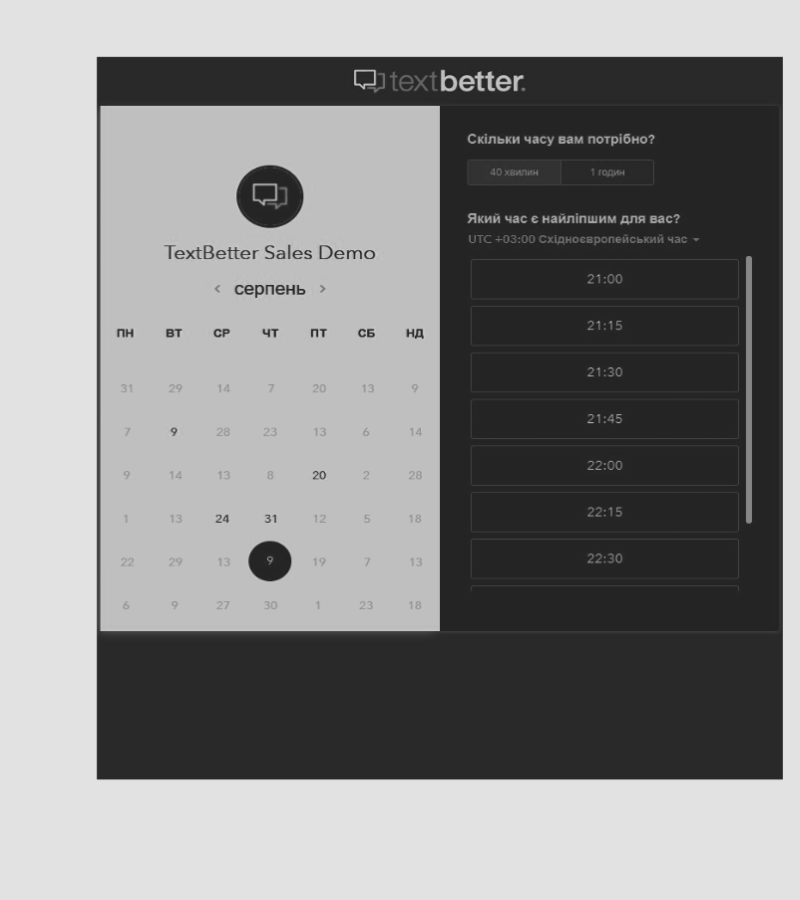 textbetter.
TextBetter Sales Demo
< серпень >
ПН ВТ СР ЧТ ПТ СБ НД
31 29 14 7 20 13 9
7 9 28 23 13 6 14
9 14 13 8 20 2 28
1 13 24 31 12 5 18
22 29 13 9 19 7 13
6 9 27 30 1 23 18
Скільки часу вам потрібно?
40 хвилин 1 годин
Який час є найліпшим для вас?
UTC +03:00 Східноєвропейський час
21:00
21:15
21:30
21:45
22:00
22:15
22:30